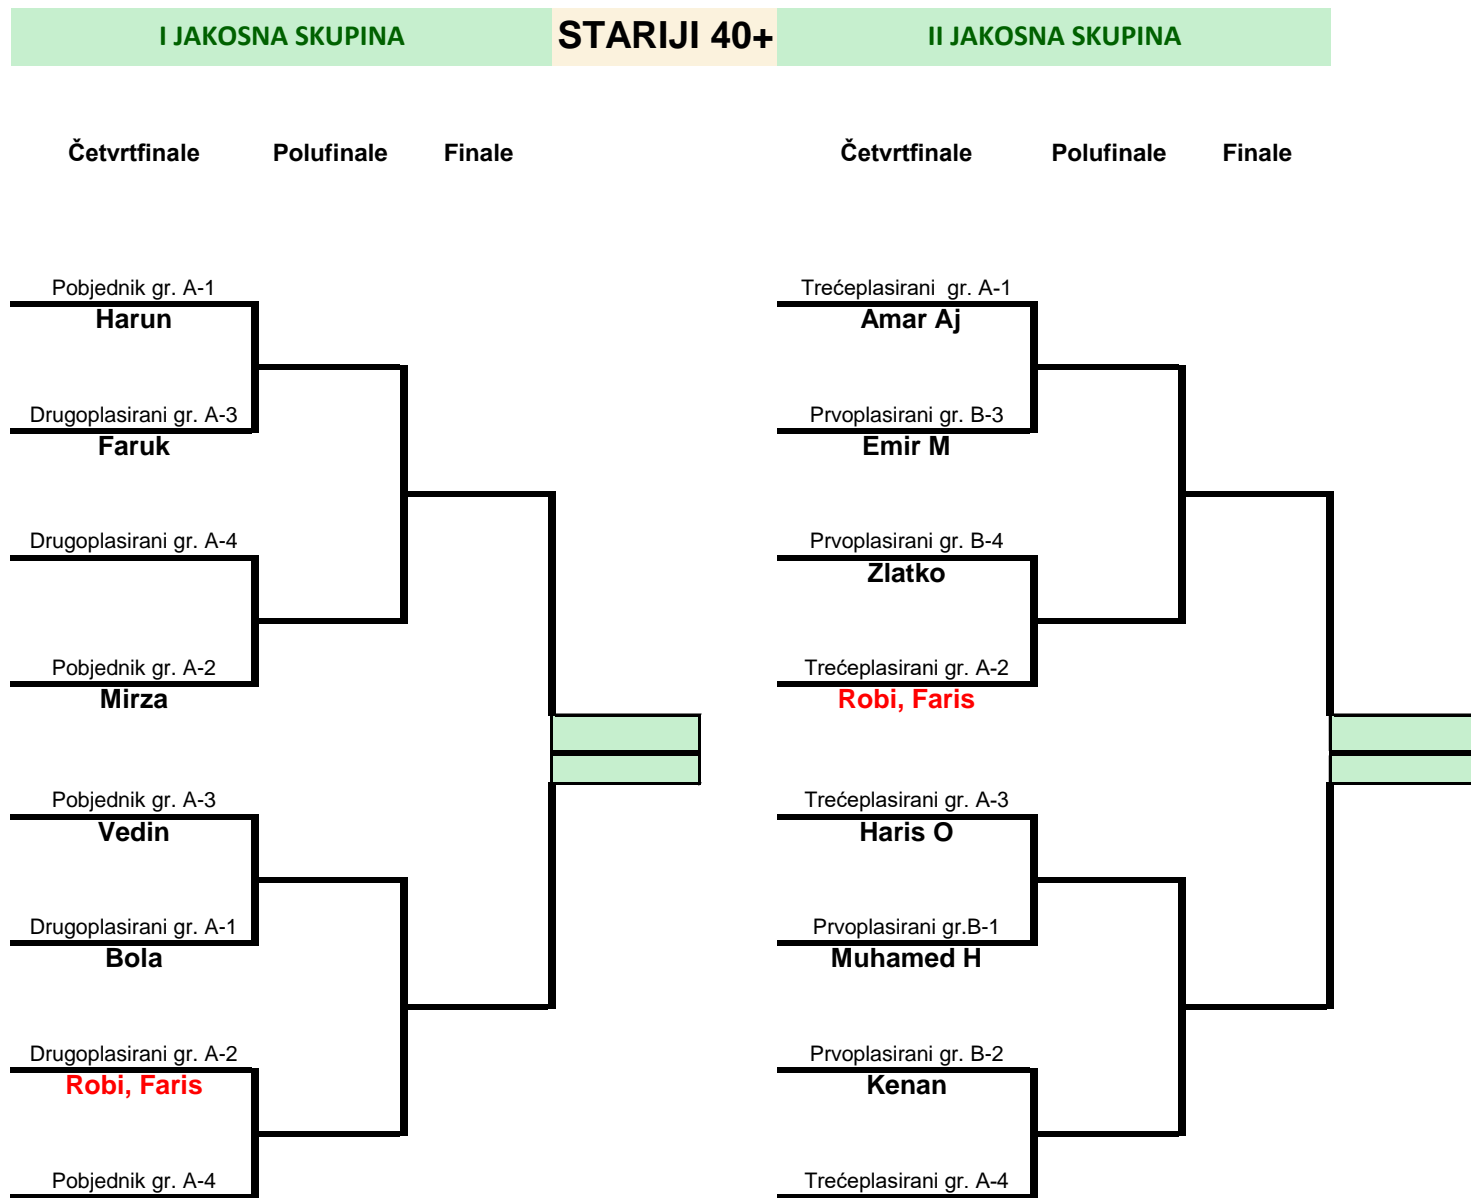 I JAKOSNA SKUPINA STARIJI 40+ II JAKOSNA SKUPINA
Četvrtfinale Polufinale Finale Četvrtfinale Polufinale Finale
Pobjednik gr. A-1 Trećeplasirani  gr. A-1
Harun Amar Aj
Drugoplasirani gr. A-3 Prvoplasirani gr. B-3
Faruk Emir M
Drugoplasirani gr. A-4 Prvoplasirani gr. B-4
Zlatko
Pobjednik gr. A-2 Trećeplasirani gr. A-2
Mirza Robi, Faris
Pobjednik gr. A-3 Trećeplasirani gr. A-3
Vedin Haris O
Drugoplasirani gr. A-1 Prvoplasirani gr.B-1
Bola Muhamed H
Drugoplasirani gr. A-2 Prvoplasirani gr. B-2
Robi, Faris Kenan
Pobjednik gr. A-4 Trećeplasirani gr. A-4